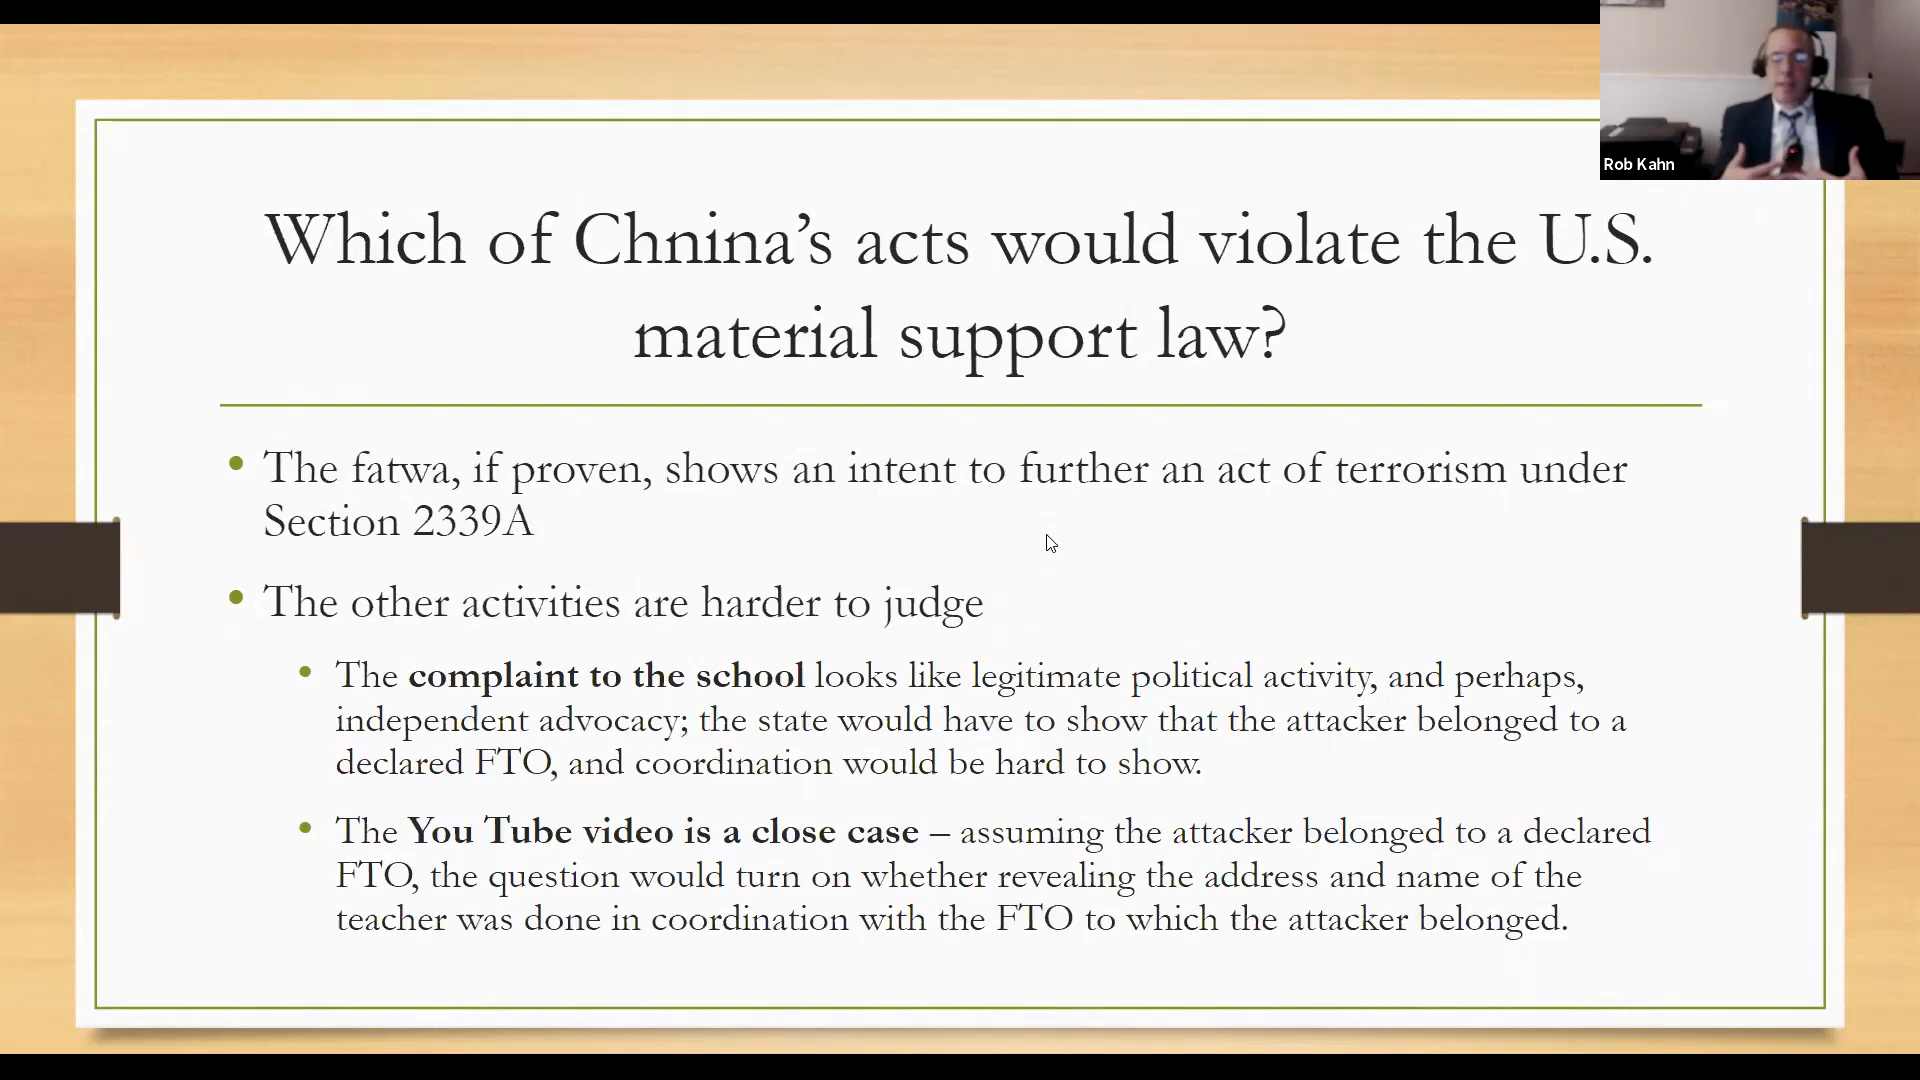 Rob Kahn
Which of Chnina’s acts would violate the U.S.
material support law?
• The fatwa, if proven, shows an intent to further an act of terrorism under
Section 2339A
• The other activities are harder to judge
• The complaint to the school looks like legitimate political activity, and perhaps,
independent advocacy; the state would have to show that the attacker belonged to a
declared FTO, and coordination would be hard to show.
• The You Tube video is a close case – assuming the attacker belonged to a declared
FTO, the question would turn on whether revealing the address and name of the
teacher was done in coordination with the FTO to which the attacker belonged.